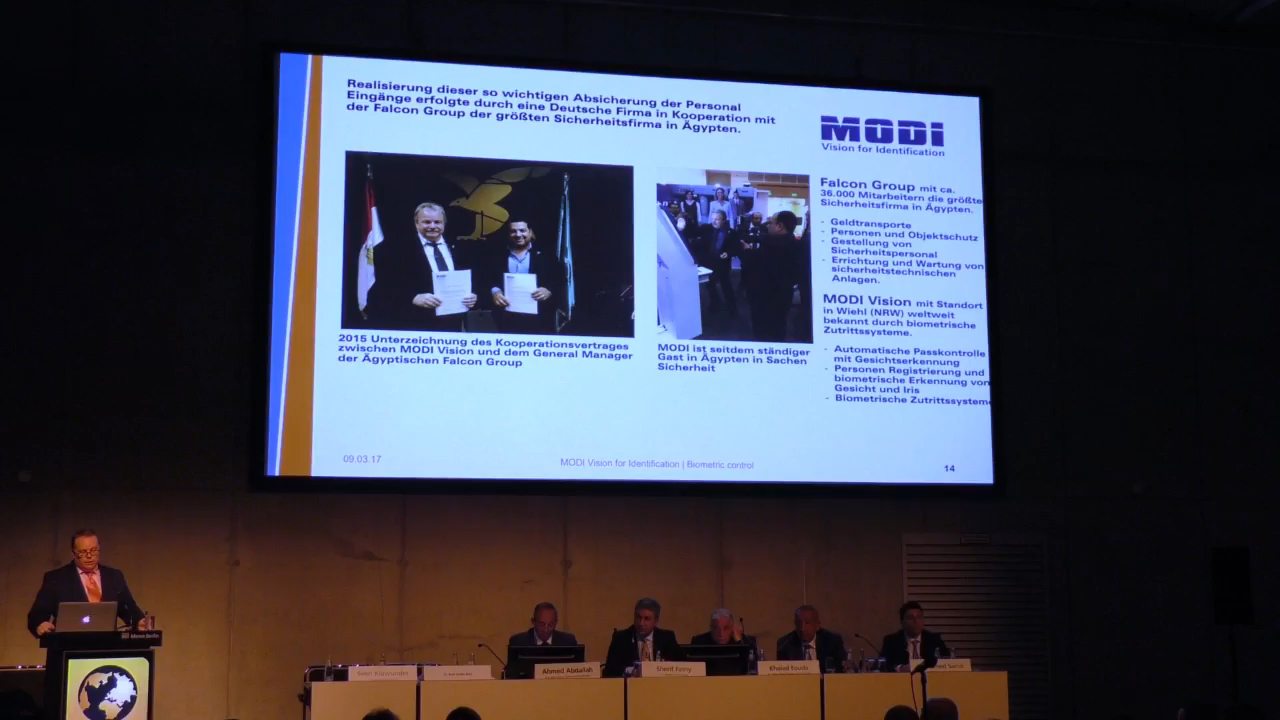 Realisierung dieser so wichtigen Absicherung der Personal
Eingänge erfolgte durch eine Deutsche Firma in Kooperation mit
der Falcon Group der größten Sicherheitsfirma in Ägypten.
MODI
Vision for Identification
Falcon Group mit ca.
36.000 Mitarbeitern die größte
Sicherheitsfirma in Ägypten.
- Geldtransporte
- Personen und Objektschutz
- Gestellung von
Sicherheitspersonal
- Errichtung und Wartung von
sicherheitstechnischen
Anlagen.
MODI Vision mit Standort
in Wiehl (NRW) weltweit
bekannt durch biometrische
Zutrittssysteme.
- Automatische Passkontrolle
mit Gesichtserkennung
- Personen Registrierung und
biometrische Erkennung von
Gesicht und Iris
- Biometrische Zutrittssysteme
2015 Unterzeichnung des Kooperationsvertrages
zwischen MODI Vision und dem General Manager
der Ägyptischen Falcon Group
MODI ist seitdem ständiger
Gast in Ägypten in Sachen
Sicherheit
09.03.17
MODI Vision for Identification | Biometric control
14
Messe Berlin
Ahmed Abdallah
Sherif Fathy